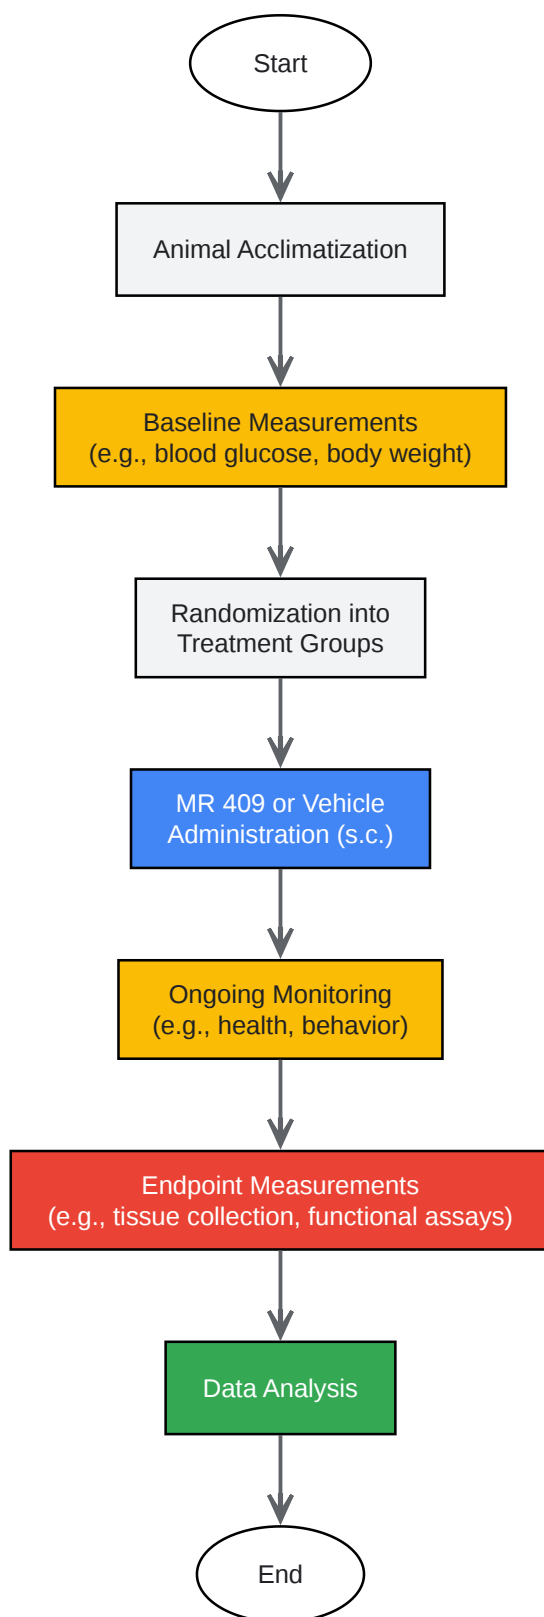 Start
Animal Acclimatization
Baseline Measurements
(e.g., blood glucose, body weight)
Randomization into
Treatment Groups
MR 409 or Vehicle
Administration (s.c.)
Ongoing Monitoring
(e.g., health, behavior)
Endpoint Measurements
(e.g., tissue collection, functional assays)
Data Analysis
End